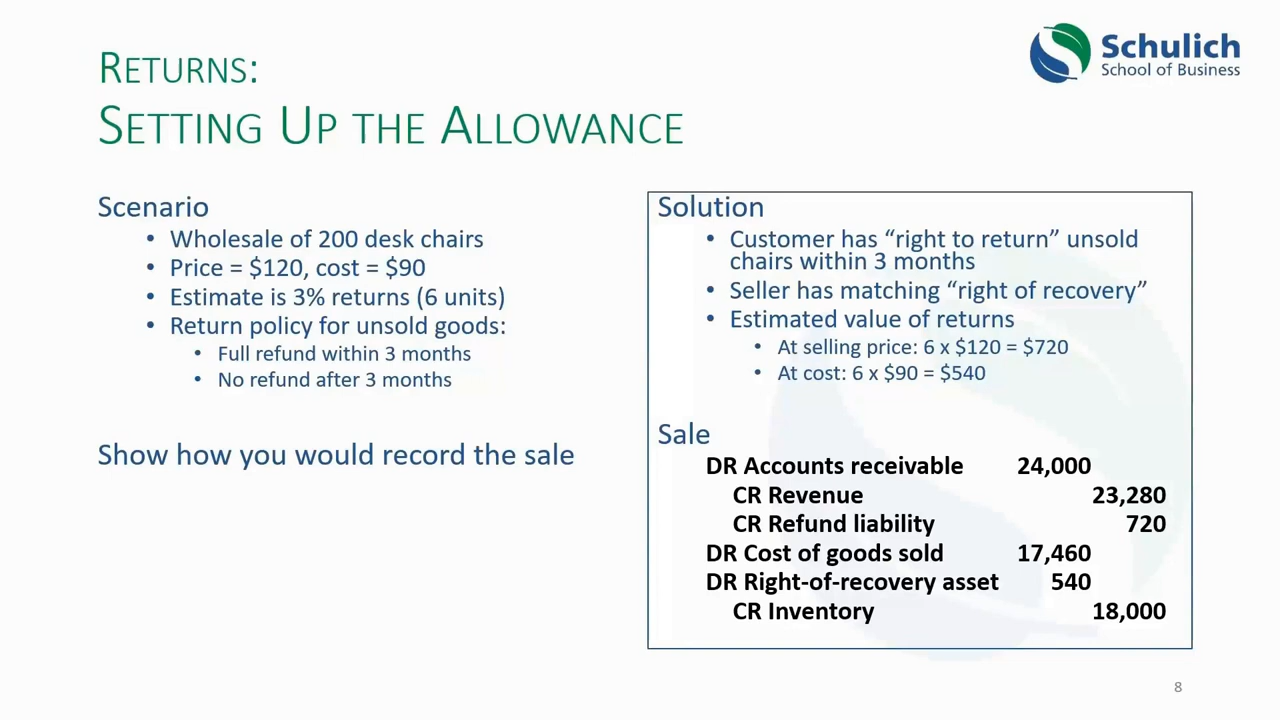 RETURNS:
SETTING UP THE ALLOWANCE
Schulich
School of Business
Scenario
• Wholesale of 200 desk chairs
• Price = $120, cost = $90
• Estimate is 3% returns (6 units)
• Return policy for unsold goods:
• Full refund within 3 months
• No refund after 3 months
Show how you would record the sale
Solution
• Customer has “right to return” unsold
chairs within 3 months
• Seller has matching “right of recovery”
• Estimated value of returns
• At selling price: 6 x $120 = $720
• At cost: 6 x $90 = $540
Sale
DR Accounts receivable 24,000
CR Revenue 23,280
CR Refund liability 720
DR Cost of goods sold 17,460
DR Right-of-recovery asset 540
CR Inventory 18,000
8